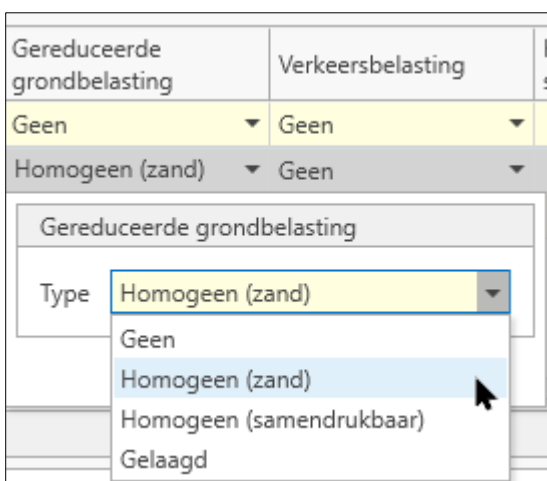 Gereduceerde
grondbelasting
Verkeersbelasting
Geen
Geen
Homogeen (zand)
Geen
Gereduceerde grondbelasting
Type
Homogeen (zand)
Geen
Homogeen (zand)
Homogeen (samendrukbaar)
Gelaagd